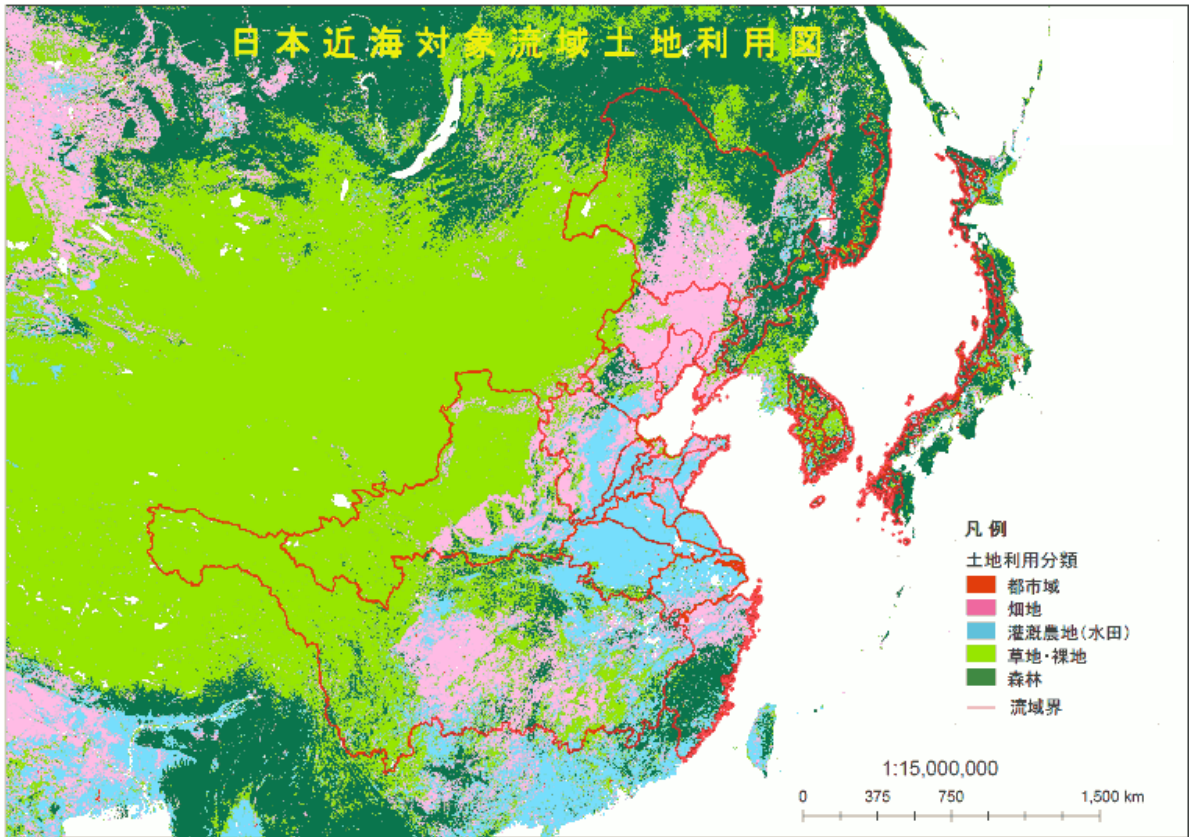 日本近海対象流域土地利用図
凡例
土地利用分類
都市域
畑地
灌漑農地(水田)
草地・裸地
森林
流域界
1:15,000,000
0 375 750 1,500 km